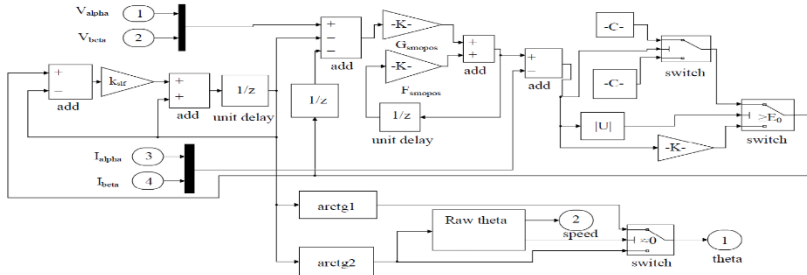 V_alpha 1
V_beta 2
-K-
G_smopos
-K-
F_smopos
add
add
add
-C-
-C-
switch
k_slf
add
add
1/z
unit delay
1/z
1/z
unit delay
|U|
>E_0
switch
-K-
I_alpha 3
I_beta 4
arctg1
arctg2
Raw theta
2
speed
≈0
switch
1
theta